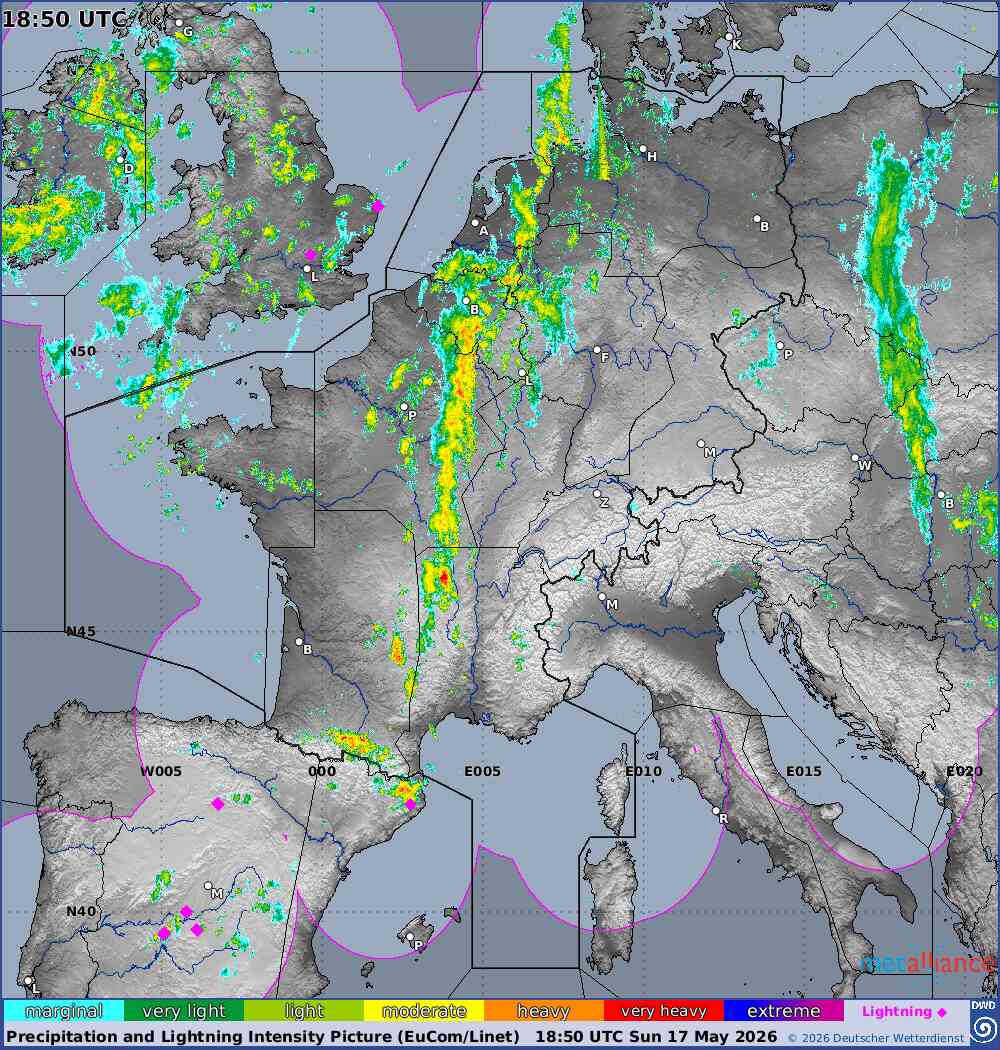 18:50 UTC
G
K
D
H
A
B
L
N50
B
P
F
L
P
M
W
Z
B
M
N45
B
W005 000 E005 E010 E015 E020
R
M
N40
P
L
metalliance
marginal very light light moderate heavy very heavy extreme Lightning ◆ DWD
Precipitation and Lightning Intensity Picture (EuCom/Linet) 18:50 UTC Sun 17 May 2026 © 2026 Deutscher Wetterdienst